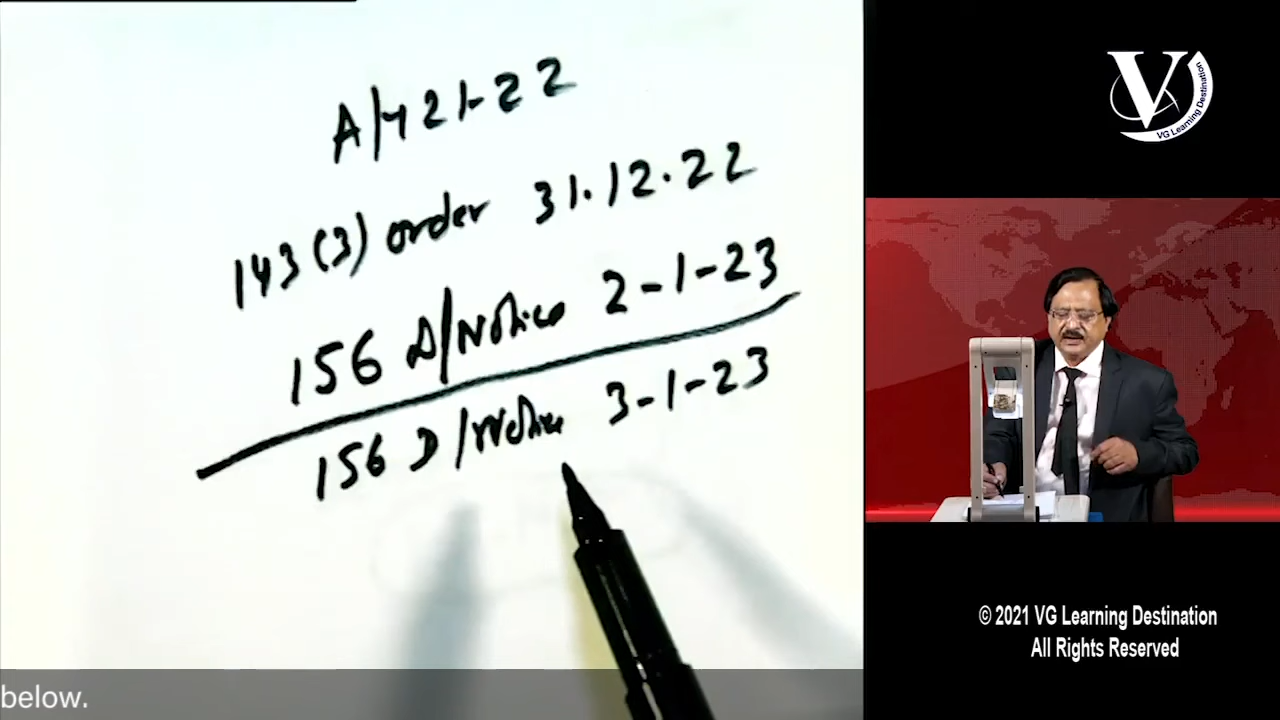 A/Y 21-22
143(3) order 31.12.22
156 D/Notice 2-1-23
156 D/Notice 3-1-23
below.
V
VG Learning Destination
© 2021 VG Learning Destination
All Rights Reserved